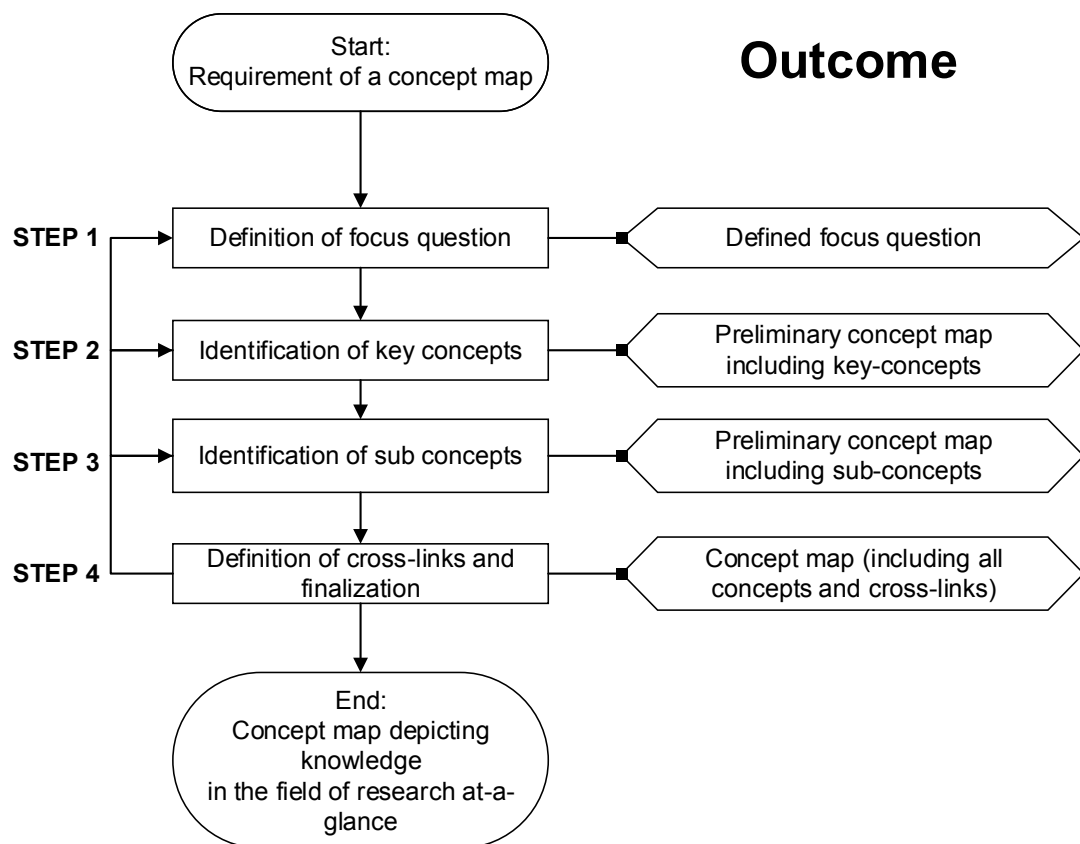 Start:
Requirement of a concept map
Outcome
STEP 1
Definition of focus question
Defined focus question
STEP 2
Identification of key concepts
Preliminary concept map
including key-concepts
STEP 3
Identification of sub concepts
Preliminary concept map
including sub-concepts
STEP 4
Definition of cross-links and
finalization
Concept map (including all
concepts and cross-links)
End:
Concept map depicting
knowledge
in the field of research at-a-
glance